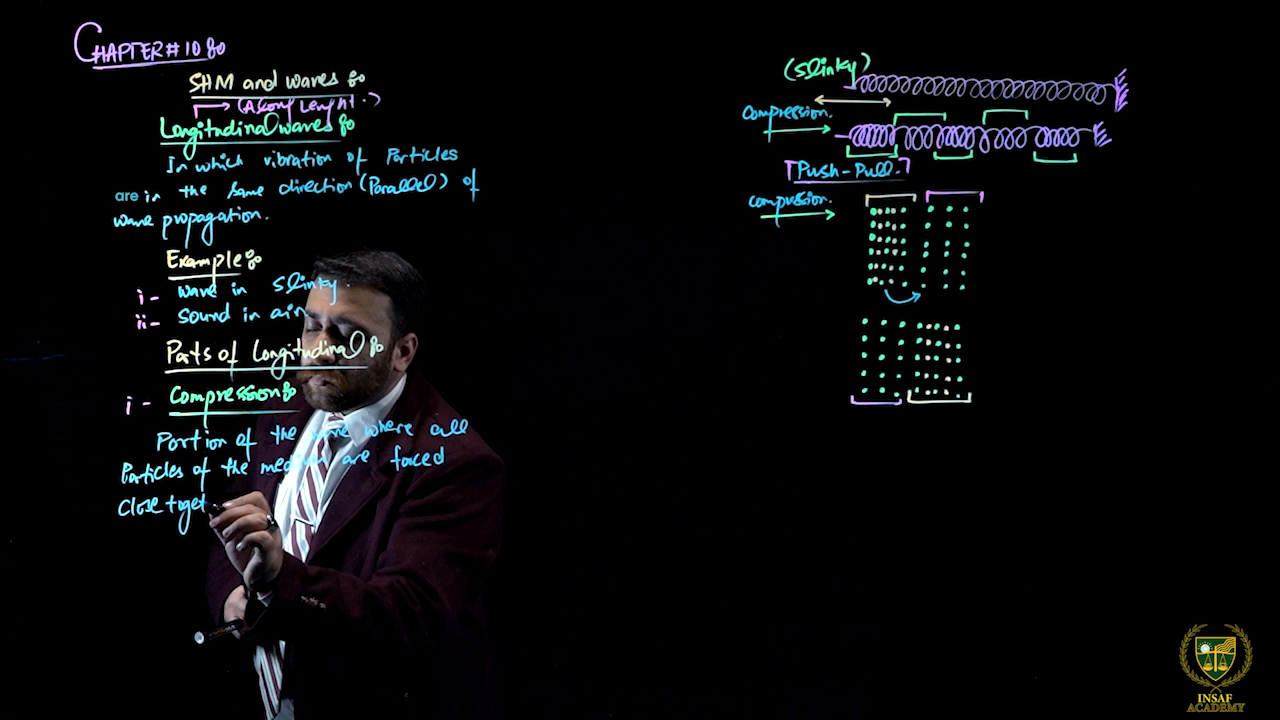 CHAPTER # 10 :-
SHM and waves :-
→ (Along Lenght.)
Longitudinal waves :-
In which vibration of Particles
are in the same direction (Parallel) of
wave propagation.
Example :-
i - wave in slinky.
ii - Sound in air
Parts of Longitudinal :-
i - Compression :-
Portion of the wave where all
Particles of the medium are faced
Close toget
(Slinky)
Compression.
Push-Pull.
compression.
INSAF
ACADEMY